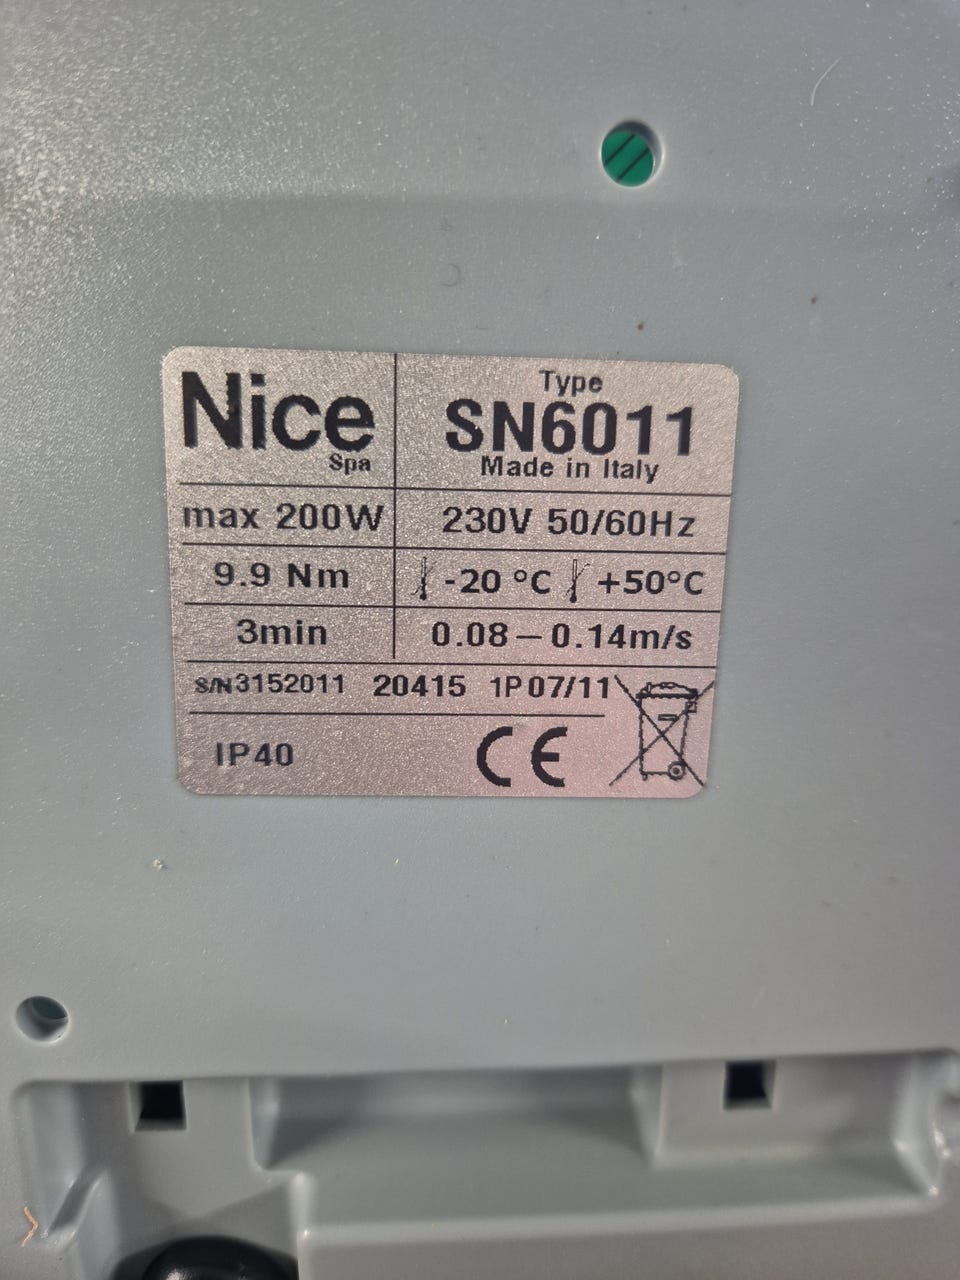 Nice
Spa
Type
SN6011
Made in Italy
max 200W
230V 50/60Hz
9.9 Nm
-20 °C +50°C
3min
0.08 – 0.14m/s
S/N3152011 20415 1P07/11
IP40
CE